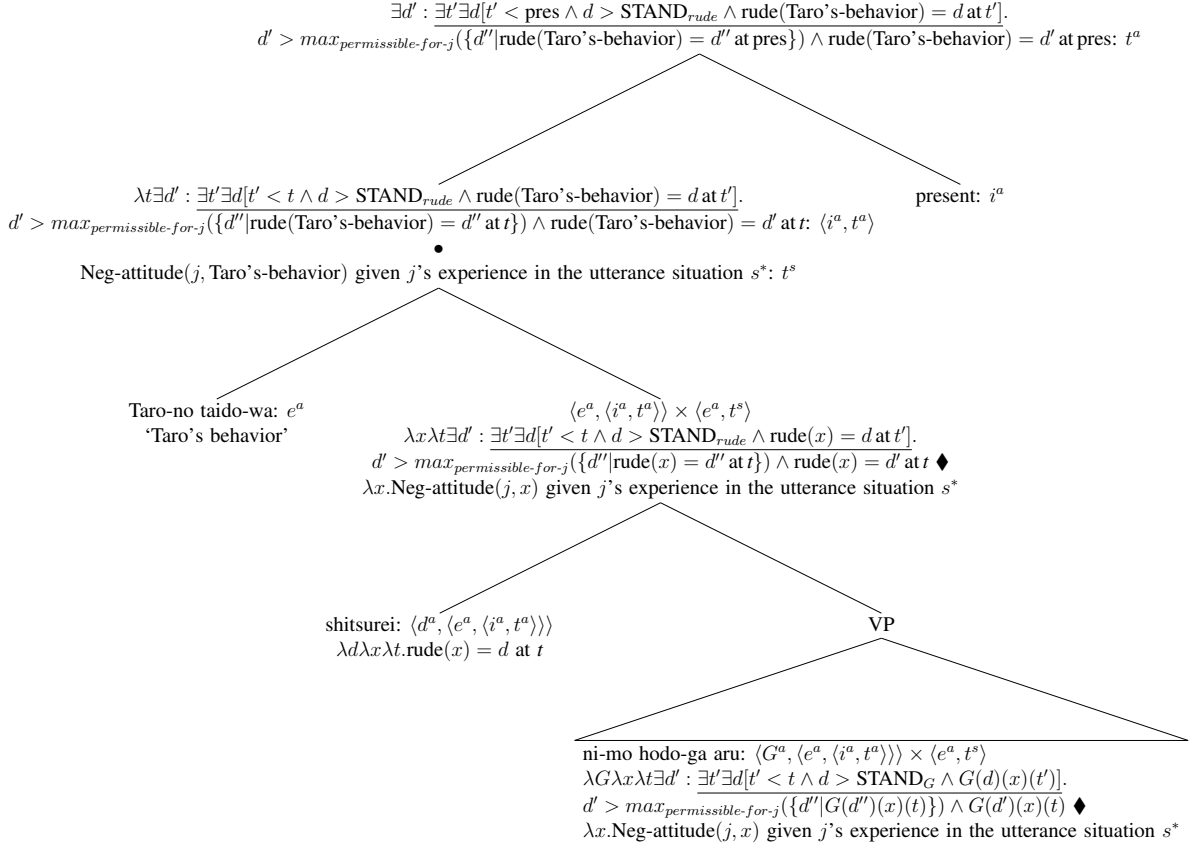 ∃d′ : ∃t′∃d[t′ < pres ∧ d > STAND_rude ∧ rude(Taro's-behavior) = d at t′].
d′ > max_permissible-for-j({d″|rude(Taro's-behavior) = d″ at pres}) ∧ rude(Taro's-behavior) = d′ at pres: t^a
λt∃d′ : ∃t′∃d[t′ < t ∧ d > STAND_rude ∧ rude(Taro's-behavior) = d at t′].
d′ > max_permissible-for-j({d″|rude(Taro's-behavior) = d″ at t}) ∧ rude(Taro's-behavior) = d′ at t: ⟨i^a, t^a⟩
•
Neg-attitude(j, Taro's-behavior) given j's experience in the utterance situation s*: t^s
present: i^a
Taro-no taido-wa: e^a
‘Taro's behavior’
⟨e^a, ⟨i^a, t^a⟩⟩ × ⟨e^a, t^s⟩
λxλt∃d′ : ∃t′∃d[t′ < t ∧ d > STAND_rude ∧ rude(x) = d at t′].
d′ > max_permissible-for-j({d″|rude(x) = d″ at t}) ∧ rude(x) = d′ at t ♦
λx.Neg-attitude(j, x) given j's experience in the utterance situation s*
shitsurei: ⟨d^a, ⟨e^a, ⟨i^a, t^a⟩⟩⟩
λdλxλt.rude(x) = d at t
VP
ni-mo hodo-ga aru: ⟨G^a, ⟨e^a, ⟨i^a, t^a⟩⟩⟩ × ⟨e^a, t^s⟩
λGλxλt∃d′ : ∃t′∃d[t′ < t ∧ d > STAND_G ∧ G(d)(x)(t′)].
d′ > max_permissible-for-j({d″|G(d″)(x)(t)}) ∧ G(d′)(x)(t) ♦
λx.Neg-attitude(j, x) given j's experience in the utterance situation s*